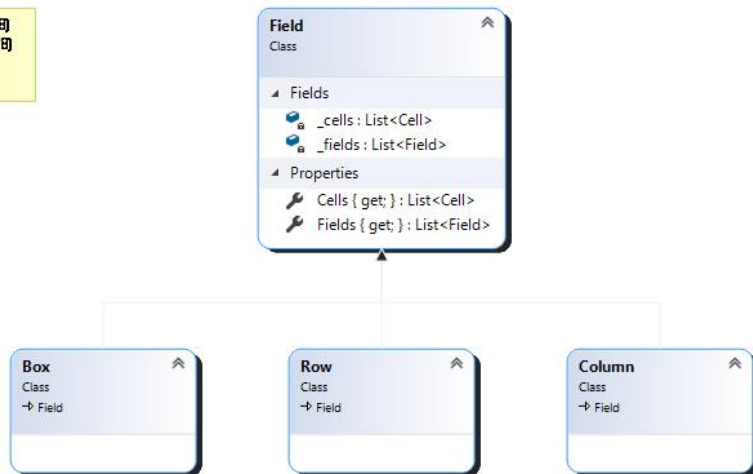 Field
Class
Fields
_cells : List<Cell>
_fields : List<Field>
Properties
Cells { get; } : List<Cell>
Fields { get; } : List<Field>
Box
Class
Field
Row
Class
Field
Column
Class
Field